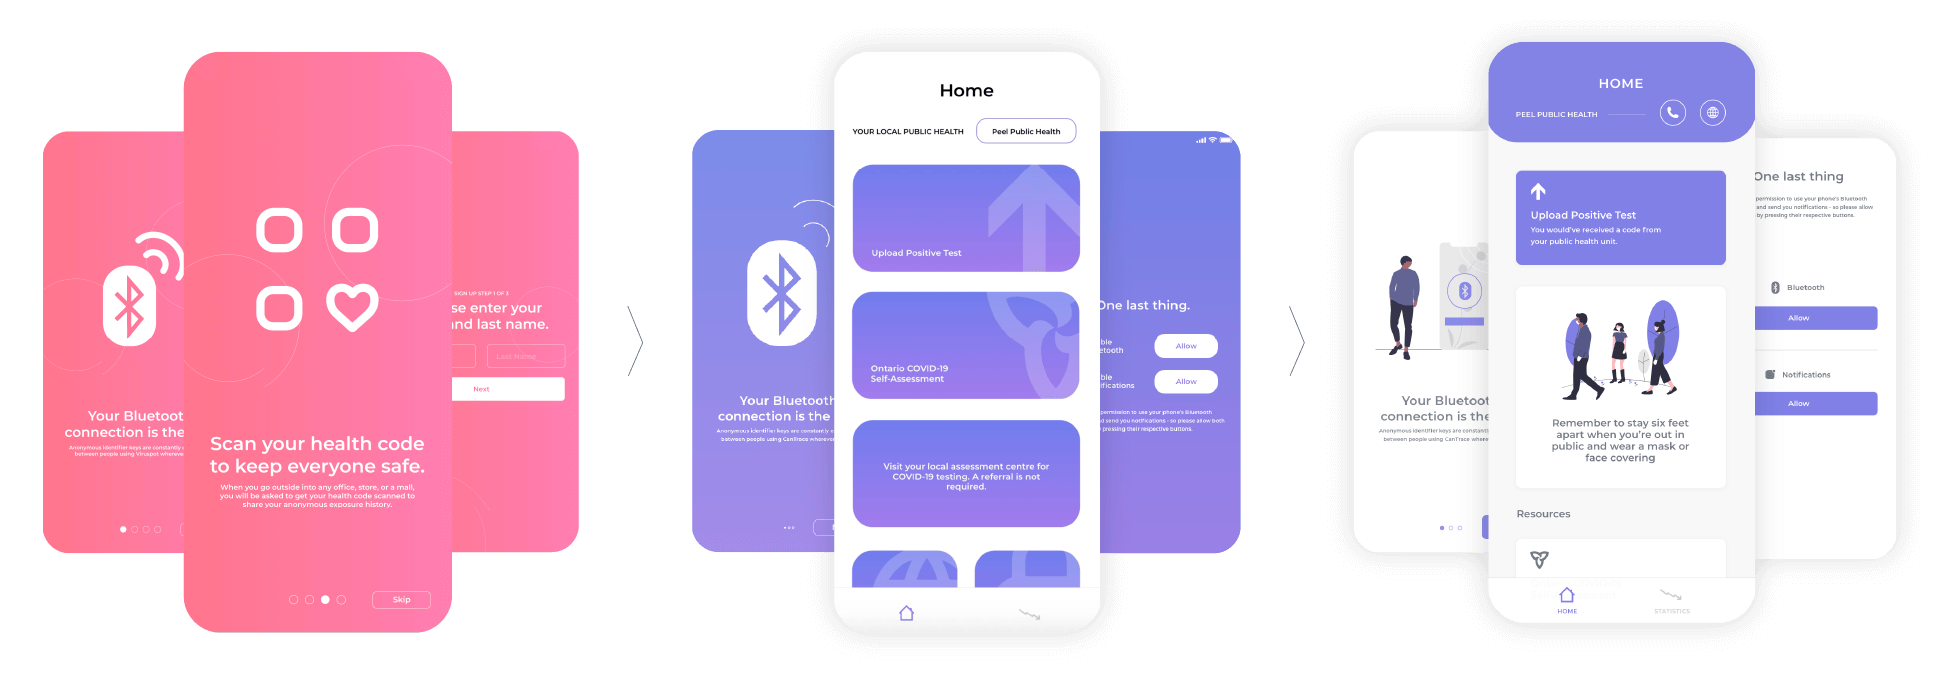 Your Bluetoot
connection is the
Anonymous identifier keys are constantly
between people using Viruspot whereve
Scan your health code
to keep everyone safe.
When you go outside into any office, store, or a mall,
you will be asked to get your health code scanned to
share your anonymous exposure history.
Skip
SIGN UP STEP 1 OF 3
se enter your
nd last name.
Last Name
Next
Your Bluetooth
connection is the
Anonymous identifier keys are constantly e
between people using CanTrace whereve
Home
YOUR LOCAL PUBLIC HEALTH
Peel Public Health
Upload Positive Test
Ontario COVID-19
Self-Assessment
Visit your local assessment centre for
COVID-19 testing. A referral is not
required.
One last thing.
ble
etooth
Allow
ble
ifications
Allow
permission to use your phone's Bluetooth
d send you notifications - so please allow both
pressing their respective buttons.
Your Bluetoot
connection is the
Anonymous identifier keys are constantly
between people using CanTrace where
HOME
PEEL PUBLIC HEALTH
Upload Positive Test
You would've received a code from
your public health unit.
Remember to stay six feet
apart when you're out in
public and wear a mask or
face covering
Resources
HOME
STATISTICS
One last thing
permission to use your phone's Bluetooth
and send you notifications - so please allow
by pressing their respective buttons.
Bluetooth
Allow
Notifications
Allow